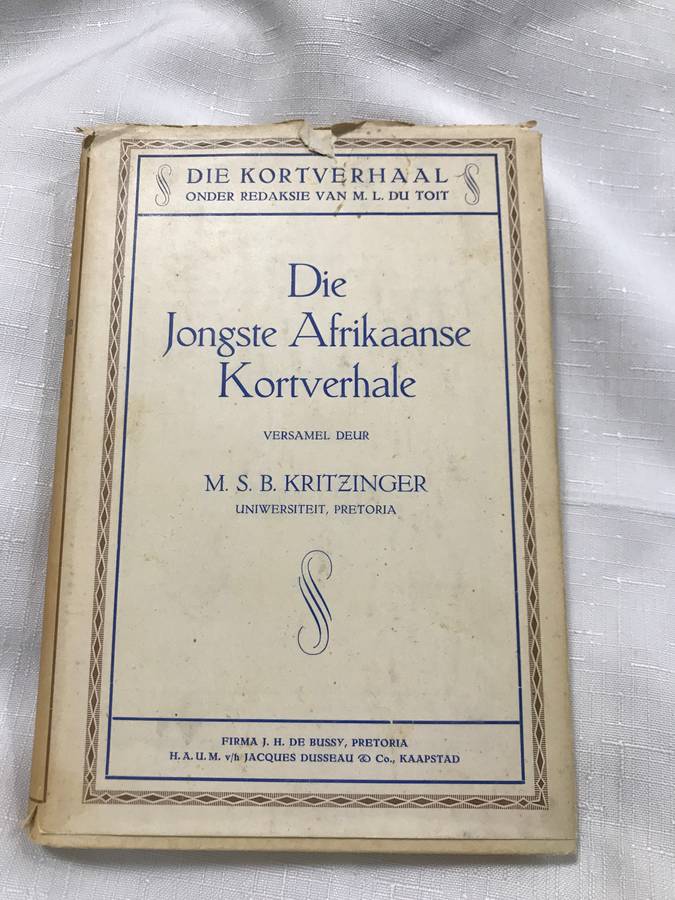 DIE KORTVERHAAL
ONDER REDAKSIE VAN M. L. DU TOIT
Die
Jongste Afrikaanse
Kortverhale
VERSAMEL DEUR
M. S. B. KRITZINGER
UNIWERSITEIT, PRETORIA
FIRMA J. H. DE BUSSY, PRETORIA
H. A. U. M. v/h JACQUES DUSSEAU & Co., KAAPSTAD